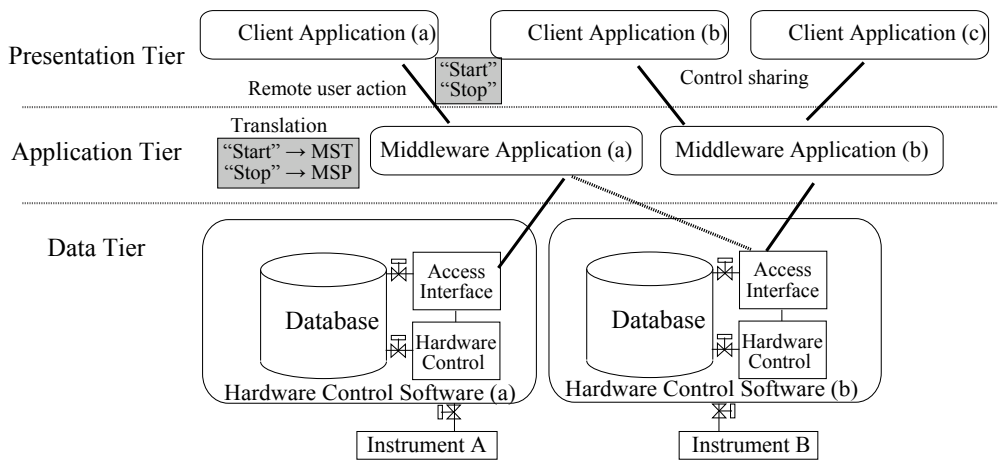 Presentation Tier
Client Application (a)
Client Application (b)
Client Application (c)
Remote user action
“Start”
“Stop”
Control sharing
Application Tier
Translation
“Start” → MST
“Stop” → MSP
Middleware Application (a)
Middleware Application (b)
Data Tier
Database
Access
Interface
Hardware
Control
Hardware Control Software (a)
Instrument A
Database
Access
Interface
Hardware
Control
Hardware Control Software (b)
Instrument B